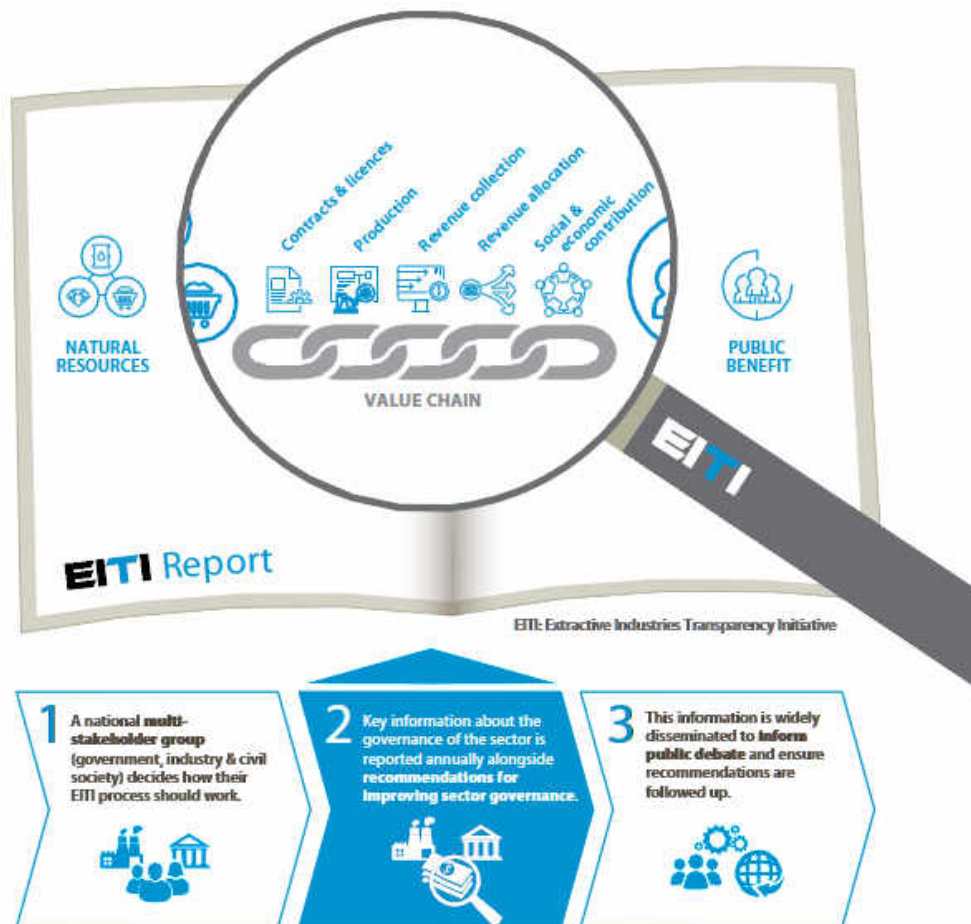 Contracts & licences
Production
Revenue collection
Revenue allocation
Social &
economic
contribution
NATURAL
RESOURCES
VALUE CHAIN
PUBLIC
BENEFIT
EITI
EITI Report
EITI: Extractive Industries Transparency Initiative
1
A national multi-
stakeholder group
(government, industry & civil
society) decides how their
EITI process should work.
2
Key information about the
governance of the sector is
reported annually alongside
recommendations for
improving sector governance.
3
This information is widely
disseminated to inform
public debate and ensure
recommendations are
followed up.